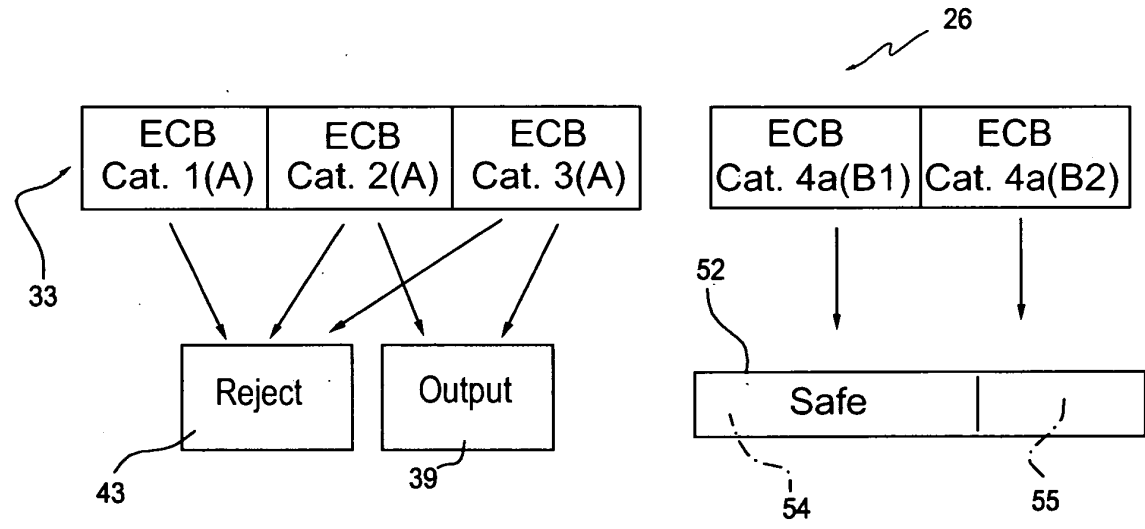 26
ECB
Cat. 1(A)
ECB
Cat. 2(A)
ECB
Cat. 3(A)
ECB
Cat. 4a(B1)
ECB
Cat. 4a(B2)
33
52
Reject
Output
Safe
43
39
54
55